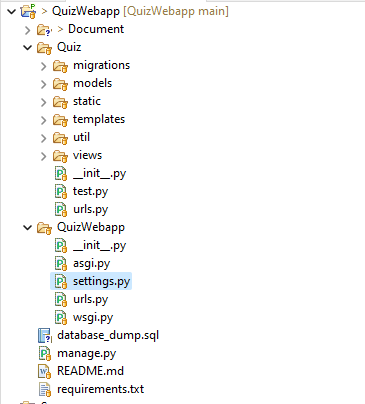 > QuizWebapp [QuizWebapp main]
> Document
Quiz
migrations
models
static
templates
util
views
__init__.py
test.py
urls.py
QuizWebapp
__init__.py
asgi.py
settings.py
urls.py
wsgi.py
database_dump.sql
manage.py
README.md
requirements.txt